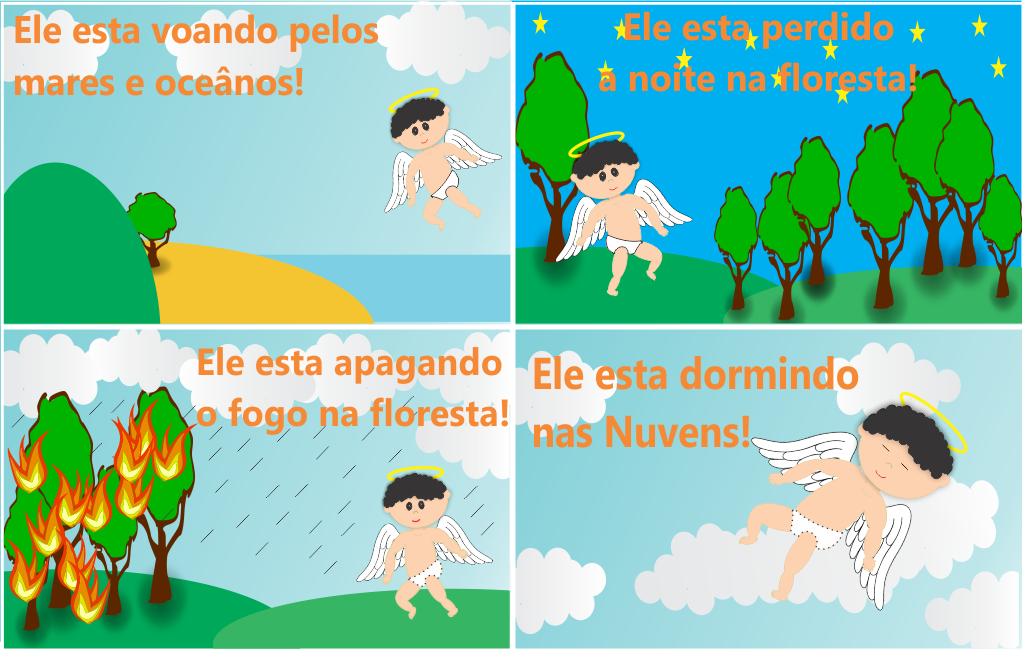 Ele esta voando pelos
mares e oceânos!
Ele esta perdido
à noite na floresta!
Ele esta apagando
o fogo na floresta!
Ele esta dormindo
nas Nuvens!